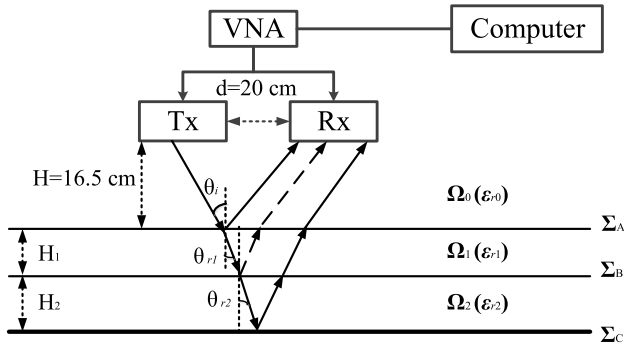 VNA
Computer
d=20 cm
Tx
Rx
H=16.5 cm
θi
Ω0(εr0)
ΣA
H1
θr1
Ω1(εr1)
ΣB
H2
θr2
Ω2(εr2)
ΣC